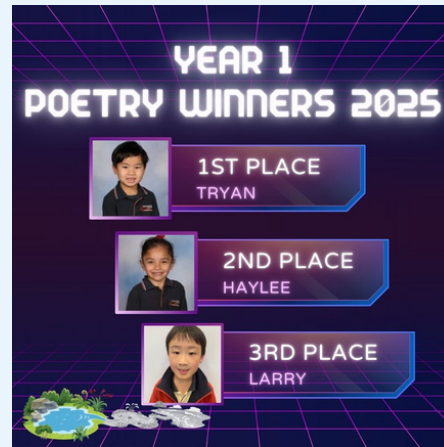 YEAR 1
POETRY WINNERS 2025
1ST PLACE
TRYAN
2ND PLACE
HAYLEE
3RD PLACE
LARRY